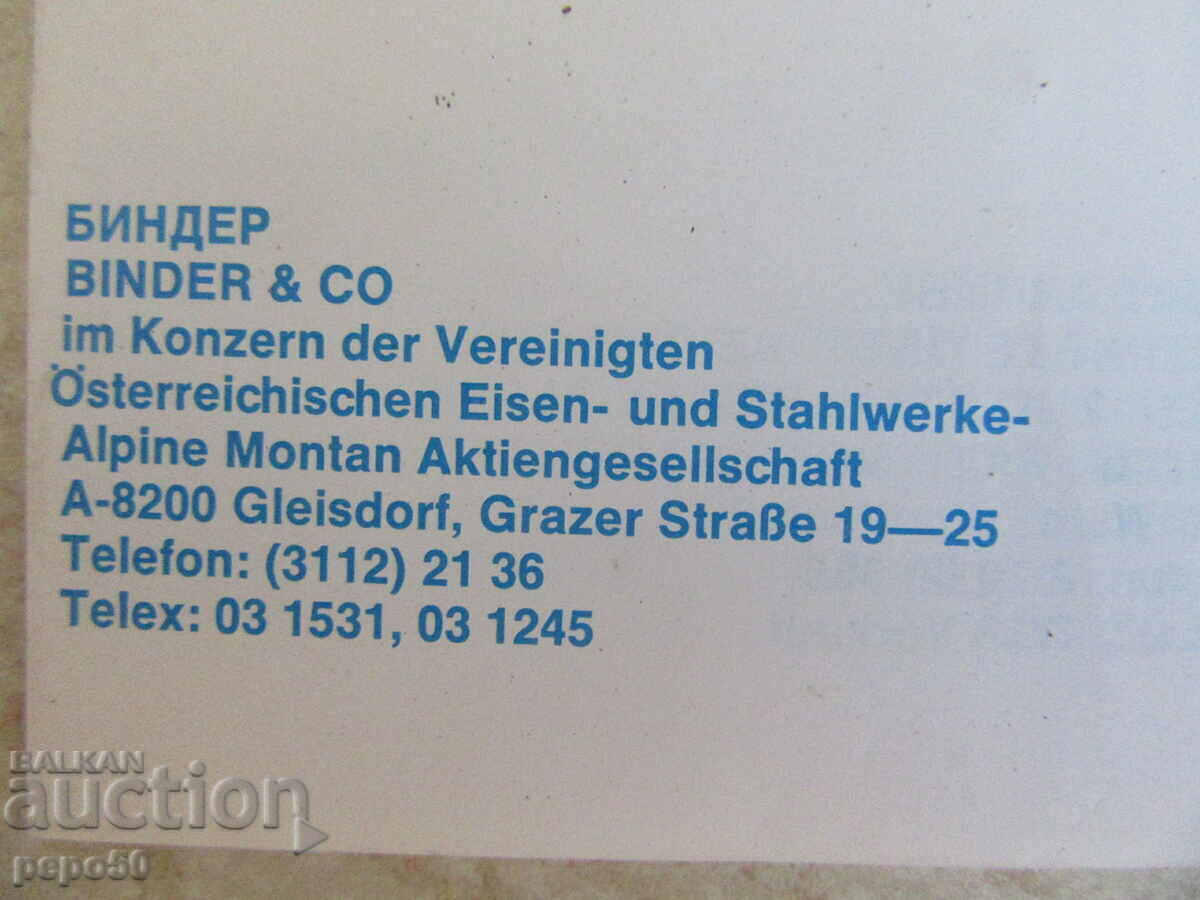 БИНДЕР
BINDER & CO
im Konzern der Vereinigten
Österreichischen Eisen- und Stahlwerke-
Alpine Montan Aktiengesellschaft
A-8200 Gleisdorf, Grazer Straße 19—25
Telefon: (3112) 21 36
Telex: 03 1531, 03 1245
BALKAN
auction
pepo50